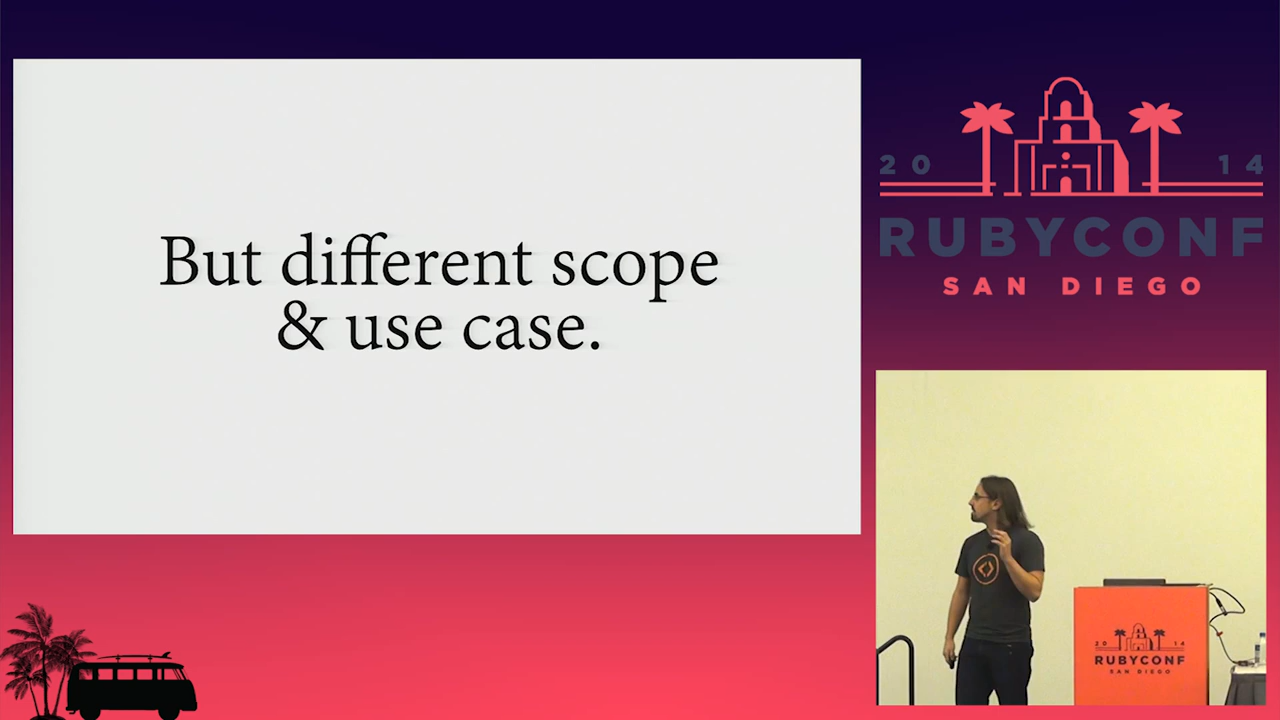 But different scope
& use case.
20 14
RUBYCONF
SAN DIEGO
20 14
RUBYCONF
SAN DIEGO